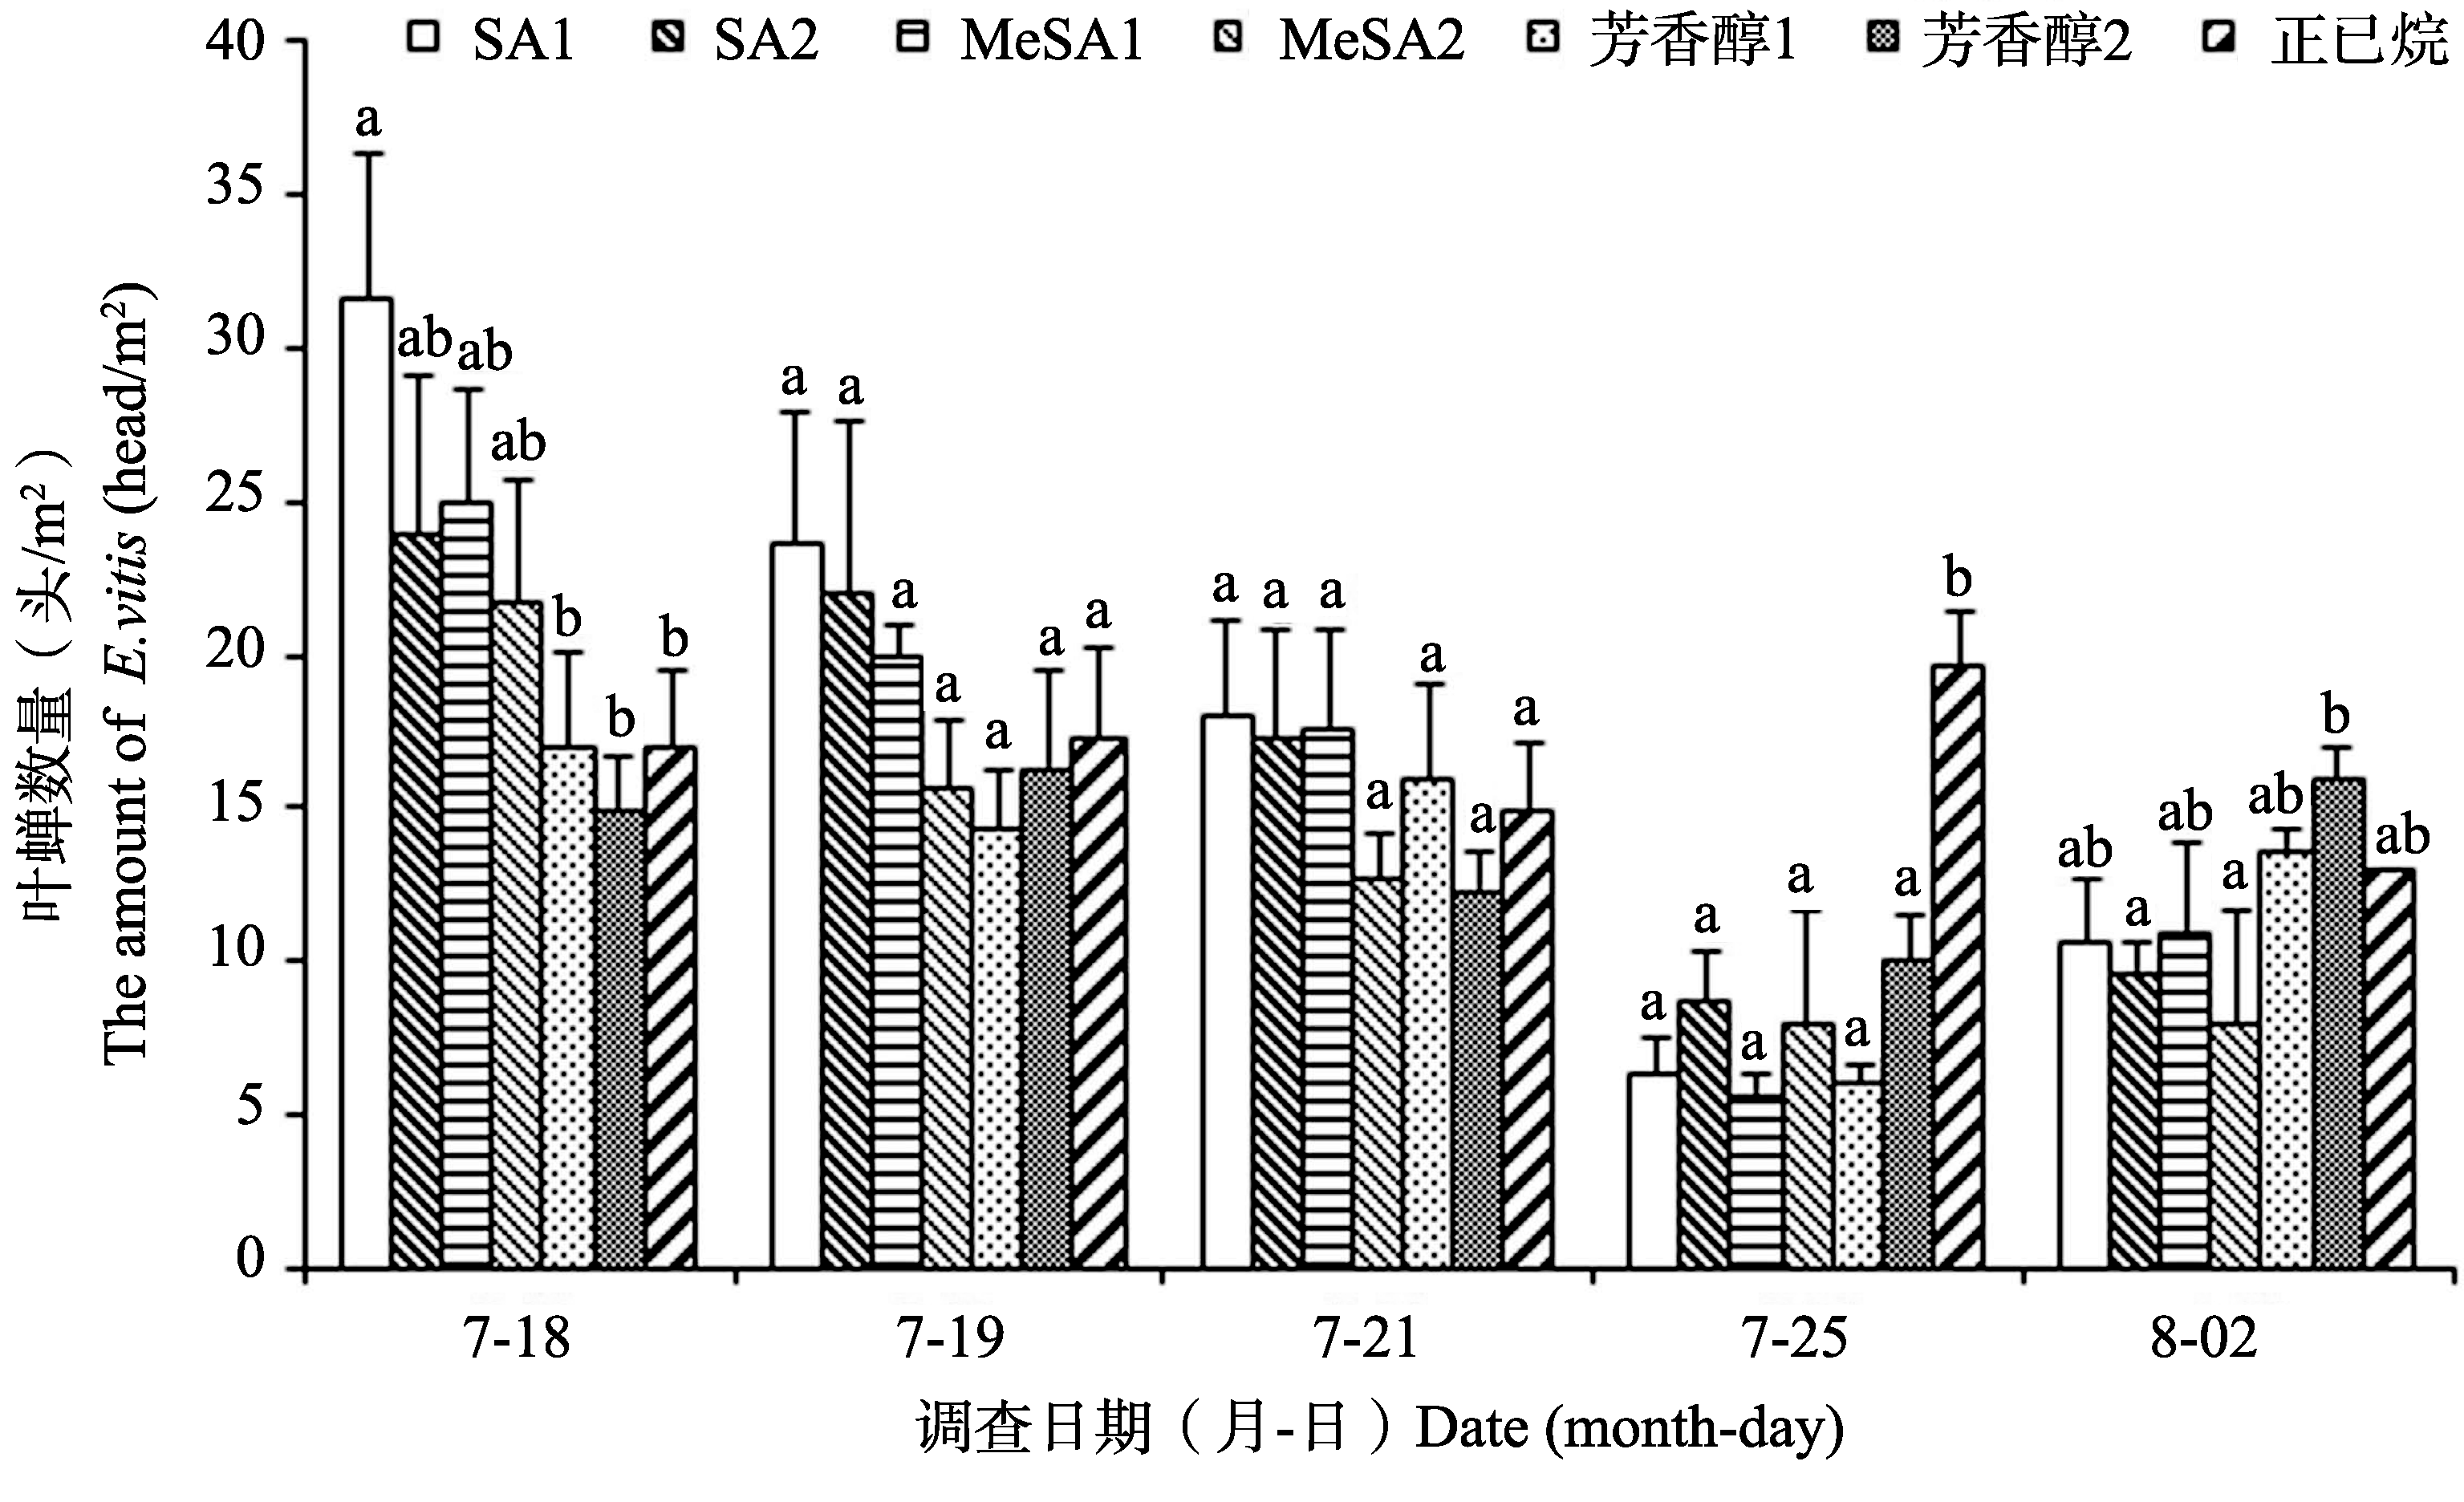 SA1 SA2 MeSA1 MeSA2 芳香醇1 芳香醇2 正已烷
40
35
30
25
20
15
10
5
0
叶蝉数量（头/m²）
The amount of E.vitis (head/m²)
a ab ab ab b b b
a a a a a a a
a a a a a a a
a a a a a a b
ab a ab a ab b ab
7-18 7-19 7-21 7-25 8-02
调查日期（月-日）Date (month-day)